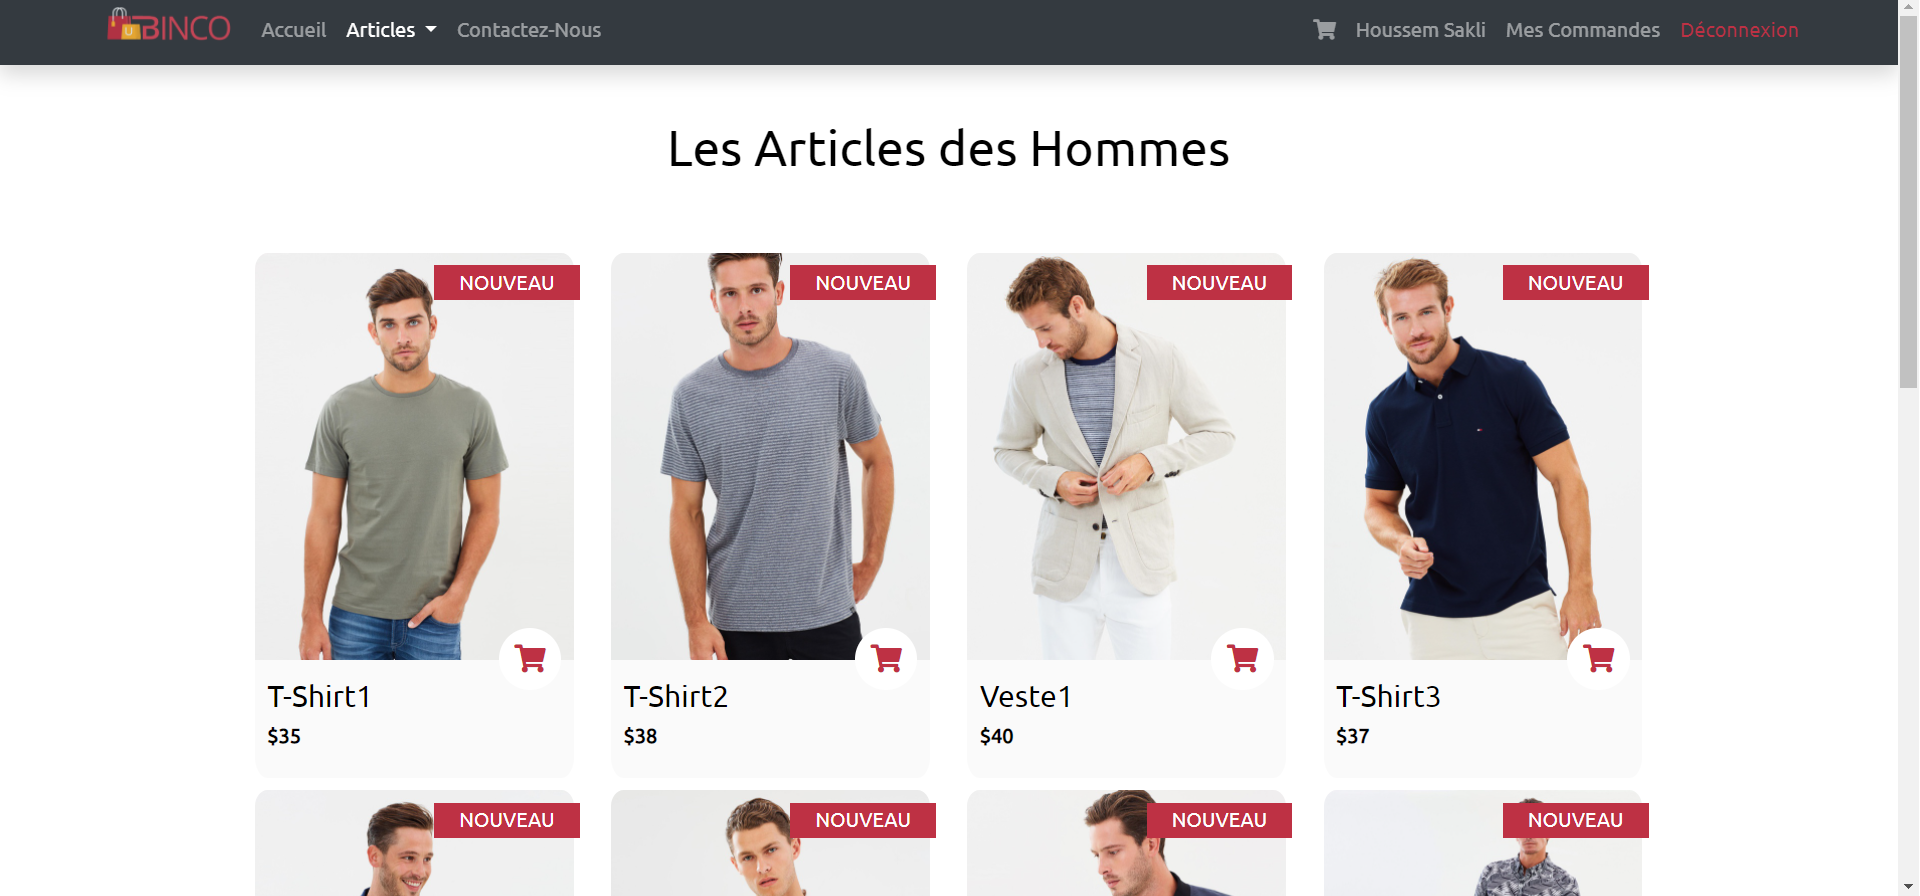 UBINCO Accueil Articles Contactez-Nous Houssem Sakli Mes Commandes Déconnexion
Les Articles des Hommes
NOUVEAU NOUVEAU NOUVEAU NOUVEAU
T-Shirt1 T-Shirt2 Veste1 T-Shirt3
$35 $38 $40 $37
NOUVEAU NOUVEAU NOUVEAU NOUVEAU